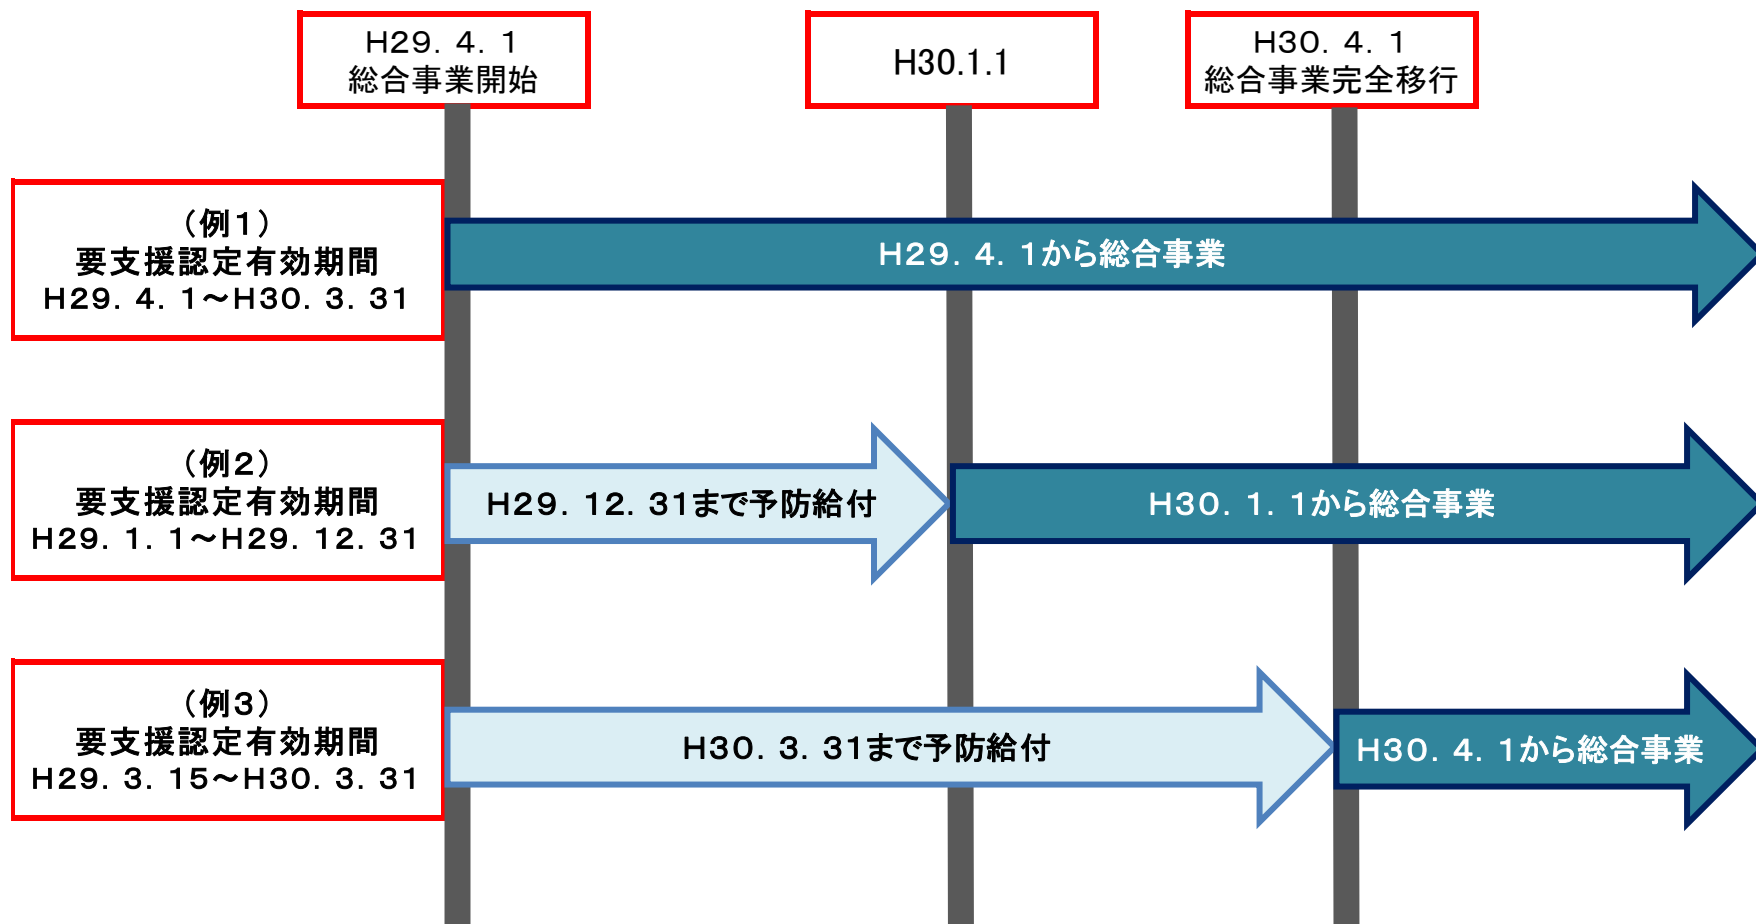 H29．4．1
総合事業開始
H30.1.1
H30．4．1
総合事業完全移行
（例1）
要支援認定有効期間
H29．4．1～H30．3．31
H29．4．1から総合事業
（例2）
要支援認定有効期間
H29．1．1～H29．12．31
H29．12．31まで予防給付
H30．1．1から総合事業
（例3）
要支援認定有効期間
H29．3．15～H30．3．31
H30．3．31まで予防給付
H30．4．1から総合事業